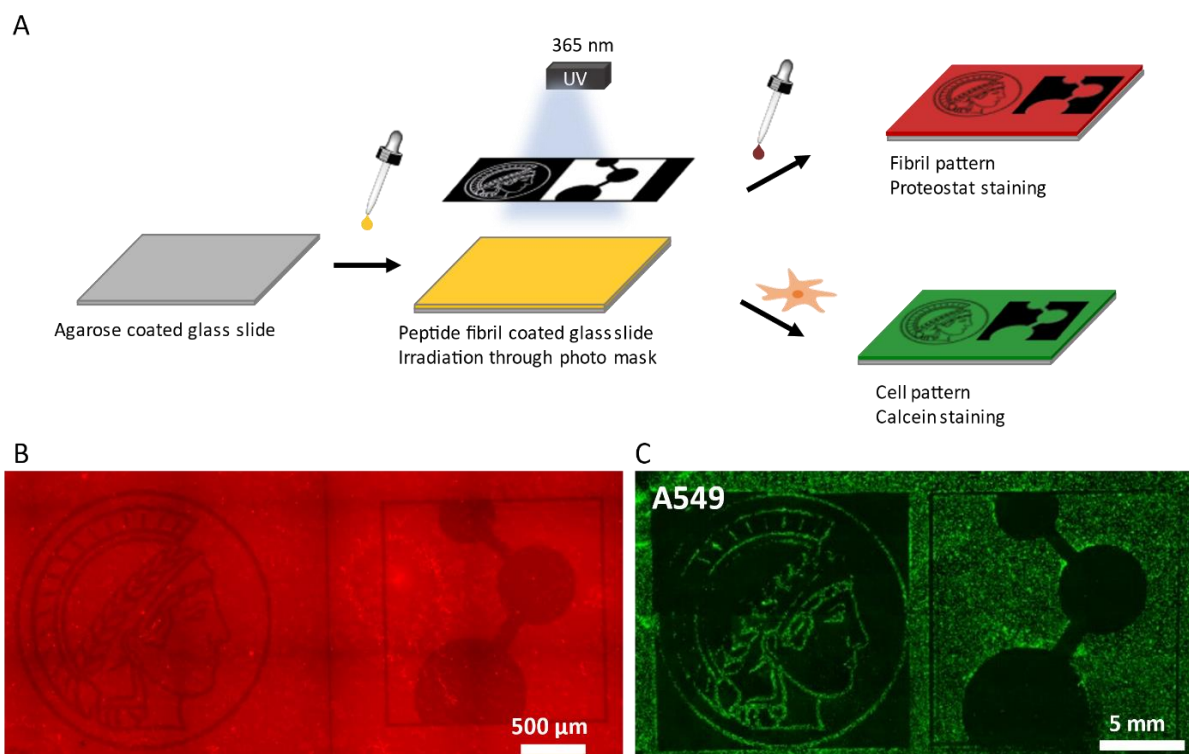 A
365 nm
UV
Agarose coated glass slide
Peptide fibril coated glass slide
Irradiation through photo mask
Fibril pattern
Proteostat staining
Cell pattern
Calcein staining
B
500 µm
C
A549
5 mm